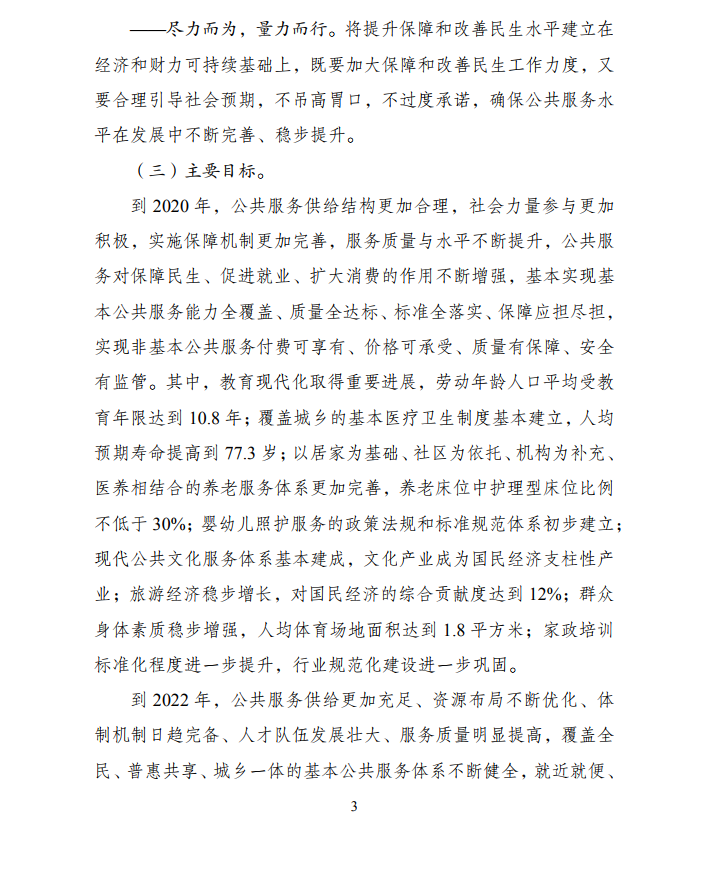 ——尽力而为，量力而行。将提升保障和改善民生水平建立在
经济和财力可持续基础上，既要加大保障和改善民生工作力度，又
要合理引导社会预期，不吊高胃口，不过度承诺，确保公共服务水
平在发展中不断完善、稳步提升。
（三）主要目标。
到 2020 年，公共服务供给结构更加合理，社会力量参与更加
积极，实施保障机制更加完善，服务质量与水平不断提升，公共服
务对保障民生、促进就业、扩大消费的作用不断增强，基本实现基
本公共服务能力全覆盖、质量全达标、标准全落实、保障应担尽担，
实现非基本公共服务付费可享有、价格可承受、质量有保障、安全
有监管。其中，教育现代化取得重要进展，劳动年龄人口平均受教
育年限达到 10.8 年；覆盖城乡的基本医疗卫生制度基本建立，人均
预期寿命提高到 77.3 岁；以居家为基础、社区为依托、机构为补充、
医养相结合的养老服务体系更加完善，养老床位中护理型床位比例
不低于 30%；婴幼儿照护服务的政策法规和标准规范体系初步建立；
现代公共文化服务体系基本建成，文化产业成为国民经济支柱性产
业；旅游经济稳步增长，对国民经济的综合贡献度达到 12%；群众
身体素质稳步增强，人均体育场地面积达到 1.8 平方米；家政培训
标准化程度进一步提升，行业规范化建设进一步巩固。
到 2022 年，公共服务供给更加充足、资源布局不断优化、体
制机制日趋完备、人才队伍发展壮大、服务质量明显提高，覆盖全
民、普惠共享、城乡一体的基本公共服务体系不断健全，就近就便、
3